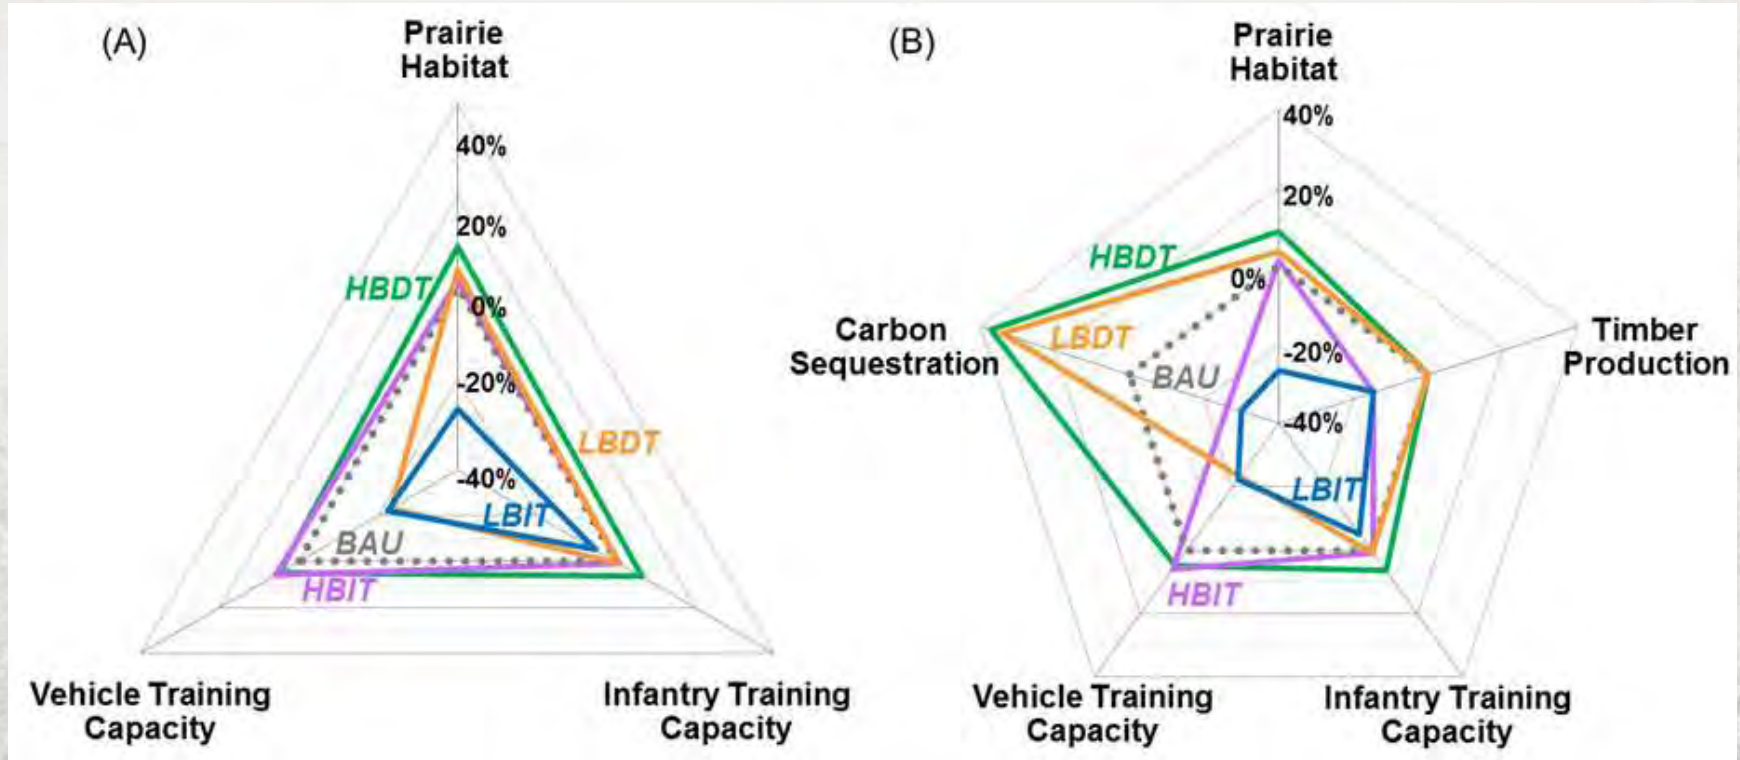 (A)
Prairie
Habitat
40%
20%
HBDT
0%
-20%
LBDT
-40%
LBIT
BAU
HBIT
Vehicle Training
Capacity
Infantry Training
Capacity
(B)
Prairie
Habitat
40%
20%
HBDT
0%
Carbon
Sequestration
LBDT
Timber
Production
-20%
BAU
-40%
LBIT
HBIT
Vehicle Training
Capacity
Infantry Training
Capacity